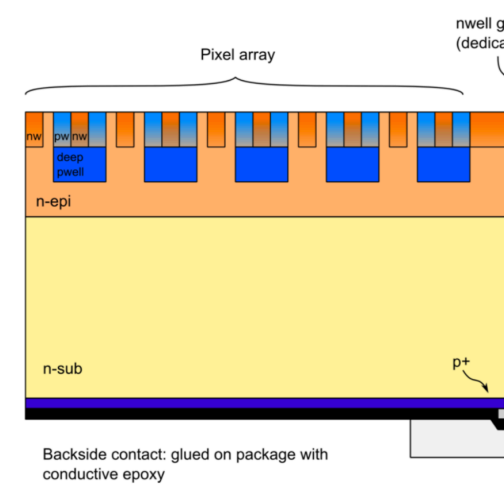 nwell g
(dedica
Pixel array
nw
pw
nw
deep
pwell
n-epi
n-sub
p+
Backside contact: glued on package with
conductive epoxy